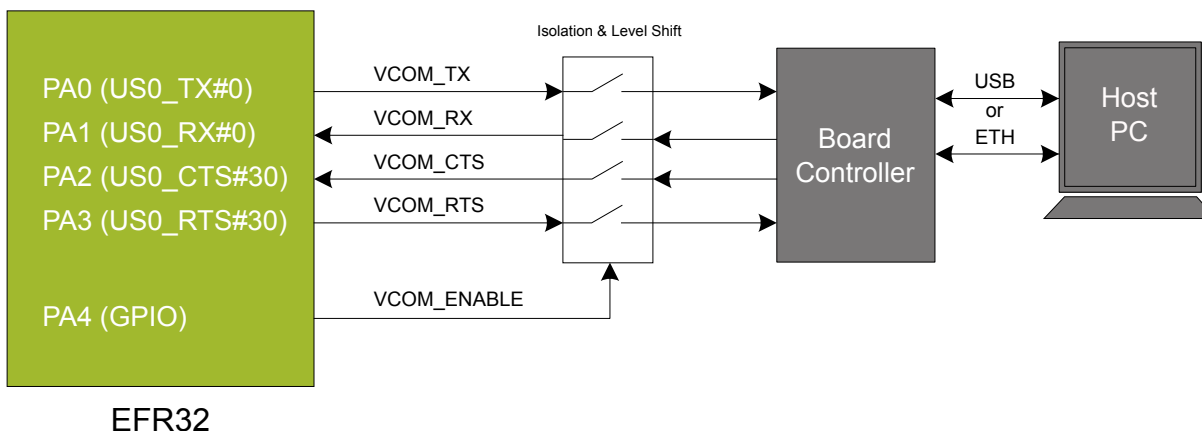 Isolation & Level Shift
PA0 (US0_TX#0)
PA1 (US0_RX#0)
PA2 (US0_CTS#30)
PA3 (US0_RTS#30)
PA4 (GPIO)
VCOM_TX
VCOM_RX
VCOM_CTS
VCOM_RTS
VCOM_ENABLE
Board
Controller
USB
or
ETH
Host
PC
EFR32